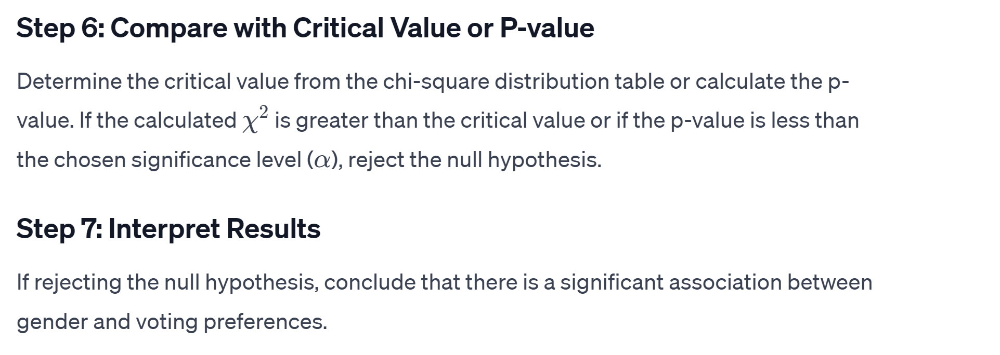 Step 6: Compare with Critical Value or P-value
Determine the critical value from the chi-square distribution table or calculate the p-
value. If the calculated χ² is greater than the critical value or if the p-value is less than
the chosen significance level (α), reject the null hypothesis.
Step 7: Interpret Results
If rejecting the null hypothesis, conclude that there is a significant association between
gender and voting preferences.